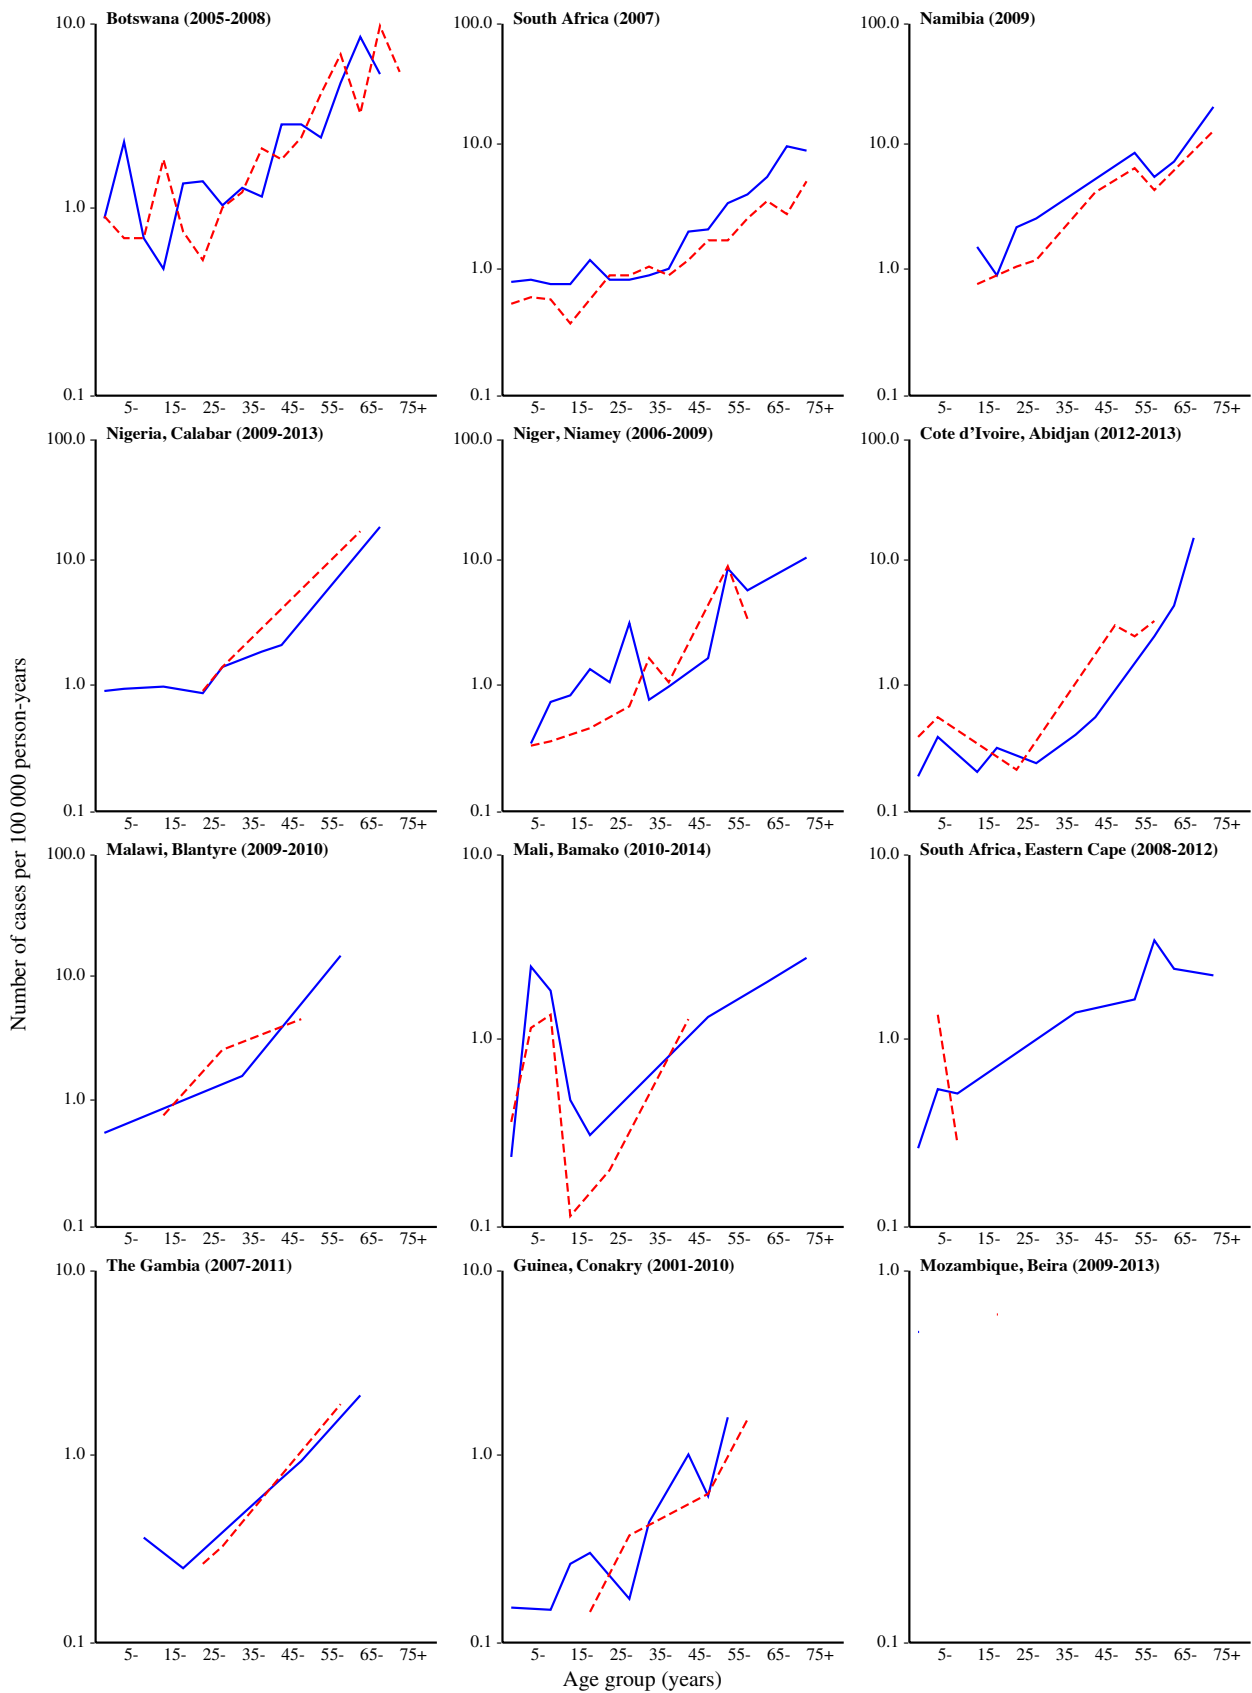 Number of cases per 100 000 person-years
Botswana (2005-2008)
10.0
1.0
0.1
5- 15- 25- 35- 45- 55- 65- 75+
South Africa (2007)
100.0
10.0
1.0
0.1
5- 15- 25- 35- 45- 55- 65- 75+
Namibia (2009)
100.0
10.0
1.0
0.1
5- 15- 25- 35- 45- 55- 65- 75+
Nigeria, Calabar (2009-2013)
100.0
10.0
1.0
0.1
5- 15- 25- 35- 45- 55- 65- 75+
Niger, Niamey (2006-2009)
100.0
10.0
1.0
0.1
5- 15- 25- 35- 45- 55- 65- 75+
Cote d’Ivoire, Abidjan (2012-2013)
100.0
10.0
1.0
0.1
5- 15- 25- 35- 45- 55- 65- 75+
Malawi, Blantyre (2009-2010)
100.0
10.0
1.0
0.1
5- 15- 25- 35- 45- 55- 65- 75+
Mali, Bamako (2010-2014)
10.0
1.0
0.1
5- 15- 25- 35- 45- 55- 65- 75+
South Africa, Eastern Cape (2008-2012)
10.0
1.0
0.1
5- 15- 25- 35- 45- 55- 65- 75+
The Gambia (2007-2011)
10.0
1.0
0.1
5- 15- 25- 35- 45- 55- 65- 75+
Guinea, Conakry (2001-2010)
10.0
1.0
0.1
5- 15- 25- 35- 45- 55- 65- 75+
Mozambique, Beira (2009-2013)
1.0
0.1
5- 15- 25- 35- 45- 55- 65- 75+
Age group (years)